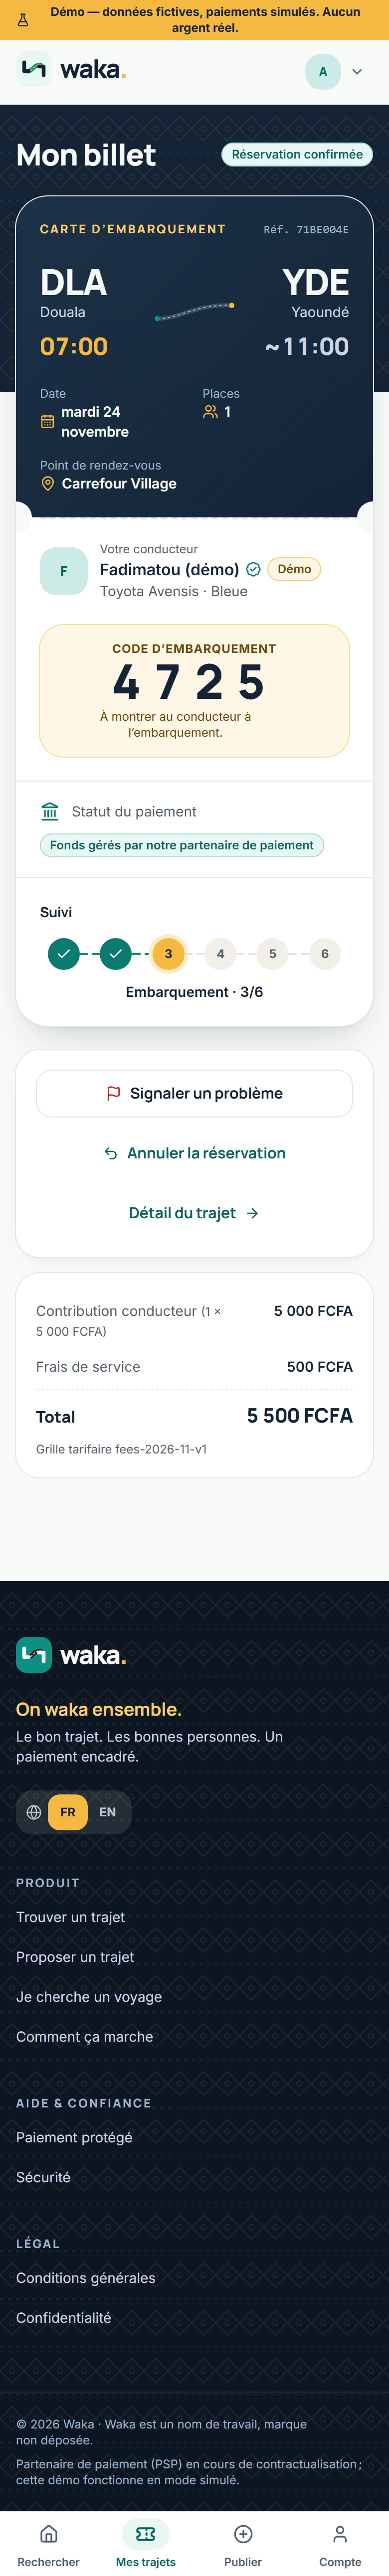 Démo — données fictives, paiements simulés. Aucun
argent réel.
waka.
A
Mon billet
Réservation confirmée
CARTE D'EMBARQUEMENT
Réf. 71BE004E
DLA
YDE
Douala
Yaoundé
07:00
~11:00
Date
Places
mardi 24
novembre
1
Point de rendez-vous
Carrefour Village
F
Votre conducteur
Fadimatou (démo)
Démo
Toyota Avensis · Bleue
CODE D'EMBARQUEMENT
4725
À montrer au conducteur à
l'embarquement.
Statut du paiement
Fonds gérés par notre partenaire de paiement
Suivi
3
4
5
6
Embarquement · 3/6
Signaler un problème
Annuler la réservation
Détail du trajet
Contribution conducteur (1 ×
5 000 FCFA)
5 000 FCFA
Frais de service
500 FCFA
Total
5 500 FCFA
Grille tarifaire fees-2026-11-v1
waka.
On waka ensemble.
Le bon trajet. Les bonnes personnes. Un
paiement encadré.
FR
EN
PRODUIT
Trouver un trajet
Proposer un trajet
Je cherche un voyage
Comment ça marche
AIDE & CONFIANCE
Paiement protégé
Sécurité
LÉGAL
Conditions générales
Confidentialité
© 2026 Waka · Waka est un nom de travail, marque
non déposée.
Partenaire de paiement (PSP) en cours de contractualisation ;
cette démo fonctionne en mode simulé.
Rechercher
Mes trajets
Publier
Compte